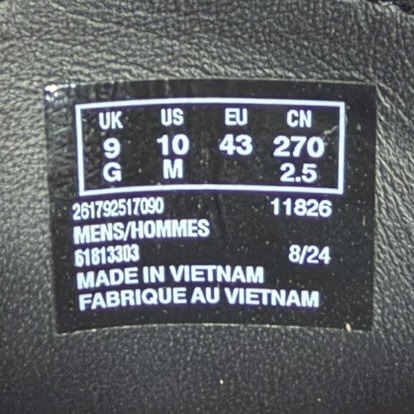 UK US EU CN
9 10 43 270
G M 2.5
261792517090 11826
MENS/HOMMES
61813303 8/24
MADE IN VIETNAM
FABRIQUE AU VIETNAM